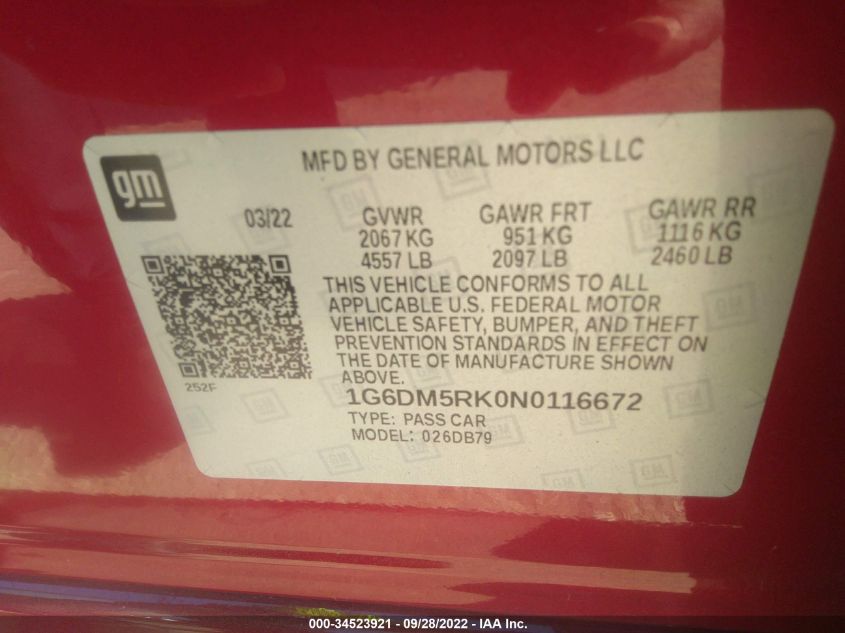 gm
MFD BY GENERAL MOTORS LLC
03/22 GVWR GAWR FRT GAWR RR
2067 KG 951 KG 1116 KG
4557 LB 2097 LB 2460 LB
THIS VEHICLE CONFORMS TO ALL
APPLICABLE U.S. FEDERAL MOTOR
VEHICLE SAFETY, BUMPER, AND THEFT
PREVENTION STANDARDS IN EFFECT ON
THE DATE OF MANUFACTURE SHOWN
ABOVE.
252F
1G6DM5RK0N0116672
TYPE: PASS CAR
MODEL: 026DB79
000-34523921 - 09/28/2022 - IAA Inc.